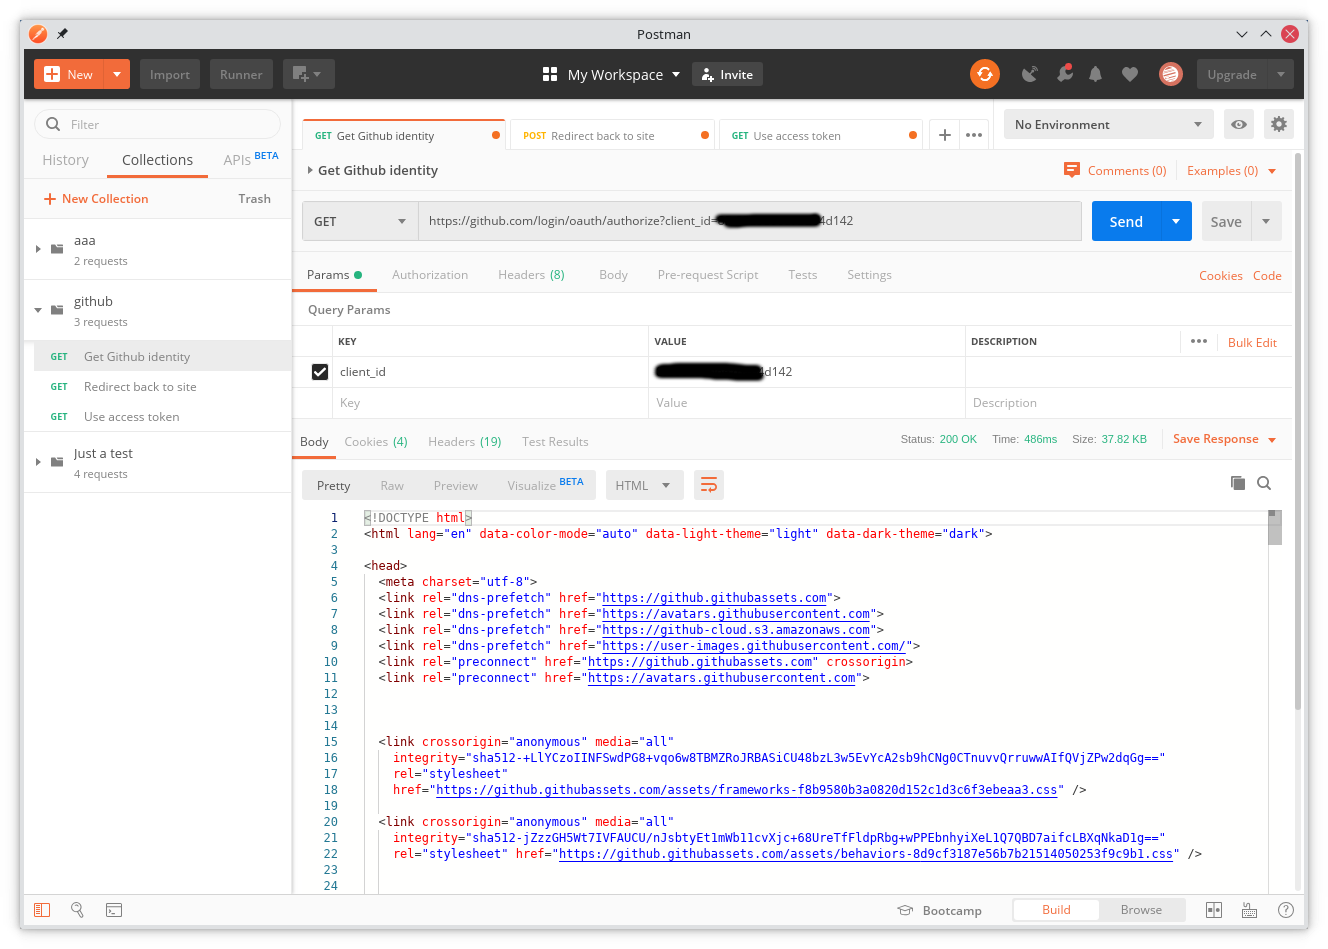 Postman
New
Import
Runner
My Workspace
Invite
Upgrade
Filter
History
Collections
APIs BETA
New Collection
Trash
aaa
2 requests
github
3 requests
GET Get Github identity
GET Redirect back to site
GET Use access token
Just a test
4 requests
GET Get Github identity
POST Redirect back to site
GET Use access token
No Environment
Get Github identity
Comments (0)
Examples (0)
GET
https://github.com/login/oauth/authorize?client_id= d142
Send
Save
Params
Authorization
Headers (8)
Body
Pre-request Script
Tests
Settings
Cookies
Code
Query Params
KEY
VALUE
DESCRIPTION
Bulk Edit
client_id
d142
Key
Value
Description
Body
Cookies (4)
Headers (19)
Test Results
Status: 200 OK
Time: 486ms
Size: 37.82 KB
Save Response
Pretty
Raw
Preview
Visualize BETA
HTML
1 <!DOCTYPE html>
2 <html lang="en" data-color-mode="auto" data-light-theme="light" data-dark-theme="dark">
3
4 <head>
5 <meta charset="utf-8">
6 <link rel="dns-prefetch" href="https://github.githubassets.com">
7 <link rel="dns-prefetch" href="https://avatars.githubusercontent.com">
8 <link rel="dns-prefetch" href="https://github-cloud.s3.amazonaws.com">
9 <link rel="dns-prefetch" href="https://user-images.githubusercontent.com/">
10 <link rel="preconnect" href="https://github.githubassets.com" crossorigin>
11 <link rel="preconnect" href="https://avatars.githubusercontent.com">
12
13
14
15 <link crossorigin="anonymous" media="all"
16 integrity="sha512-+LlYCzoIINFSwdPG8+vqo6w8TBMZRoJRBASiCU48bzL3w5EvYcA2sb9hCNg0CTnuvvQrruwwAIfQVjZPw2dqGg=="
17 rel="stylesheet"
18 href="https://github.githubassets.com/assets/frameworks-f8b9580b3a0820d152c1d3c6f3ebeaa3.css" />
19
20 <link crossorigin="anonymous" media="all"
21 integrity="sha512-jZzzGH5Wt7IVFAUCU/nJsbtyEt1mWb11cvXjc+68UreTfFldpRbg+wPPEbnhyiXeL1Q7QBD7aifcLBXqNkaD1g=="
22 rel="stylesheet" href="https://github.githubassets.com/assets/behaviors-8d9cf3187e56b7b21514050253f9c9b1.css" />
23
24
Bootcamp
Build
Browse